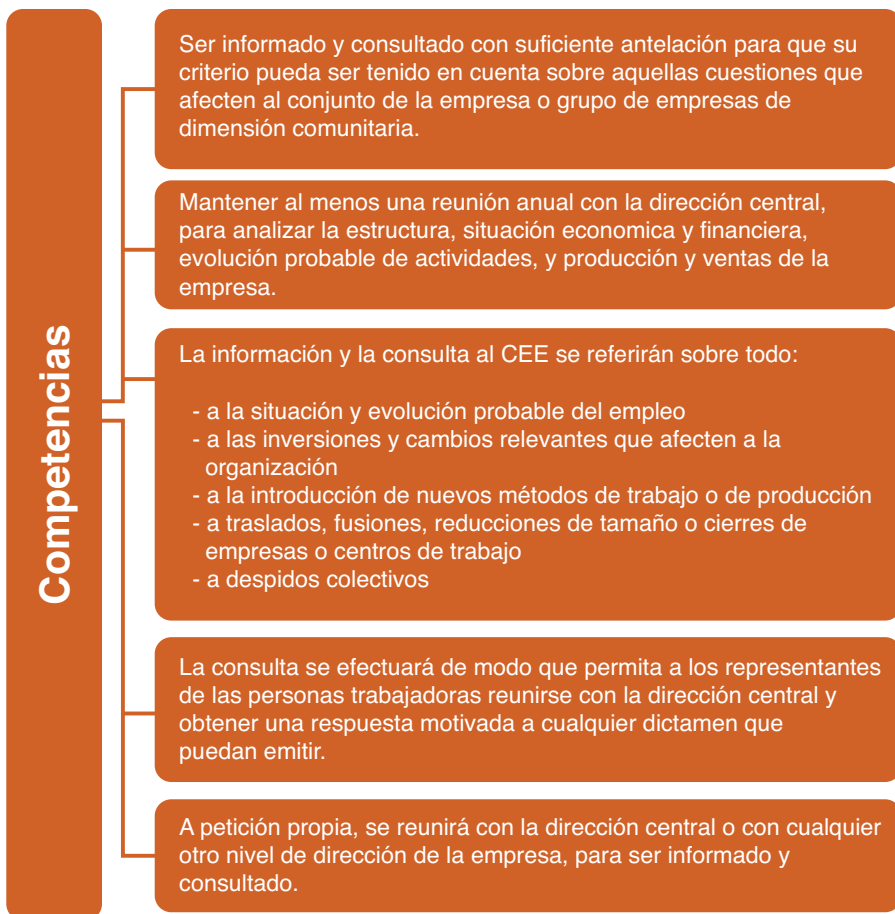 Competencias
Ser informado y consultado con suficiente antelación para que su
criterio pueda ser tenido en cuenta sobre aquellas cuestiones que
afecten al conjunto de la empresa o grupo de empresas de
dimensión comunitaria.
Mantener al menos una reunión anual con la dirección central,
para analizar la estructura, situación economica y financiera,
evolución probable de actividades, y producción y ventas de la
empresa.
La información y la consulta al CEE se referirán sobre todo:
- a la situación y evolución probable del empleo
- a las inversiones y cambios relevantes que afecten a la
organización
- a la introducción de nuevos métodos de trabajo o de producción
- a traslados, fusiones, reducciones de tamaño o cierres de
empresas o centros de trabajo
- a despidos colectivos
La consulta se efectuará de modo que permita a los representantes
de las personas trabajadoras reunirse con la dirección central y
obtener una respuesta motivada a cualquier dictamen que
puedan emitir.
A petición propia, se reunirá con la dirección central o con cualquier
otro nivel de dirección de la empresa, para ser informado y
consultado.